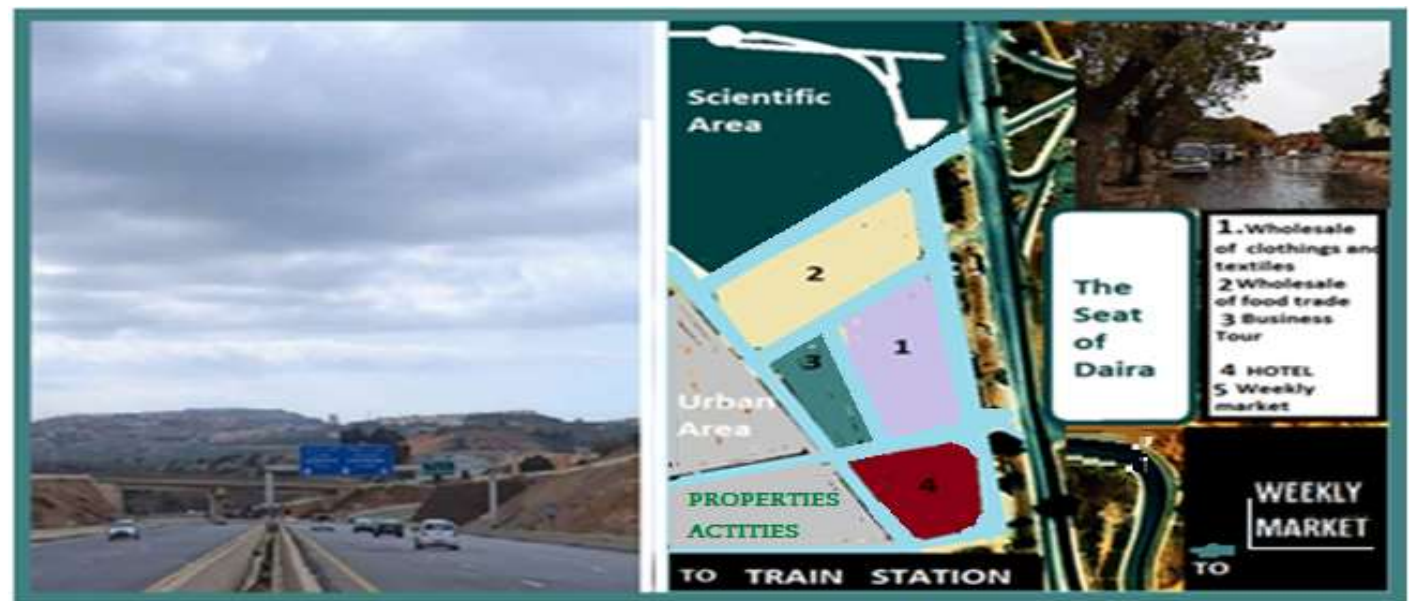 Scientific
Area
2
1
3
Urban
Area
4
PROPERTIES
ACTITIES
TO TRAIN STATION
The
Seat
of
Daira
1.Wholesale
of clothings and
textiles
2 Wholesale
of food trade
3 Business
Tour
4 HOTEL
5 Weekly
market
WEEKLY
MARKET
TO